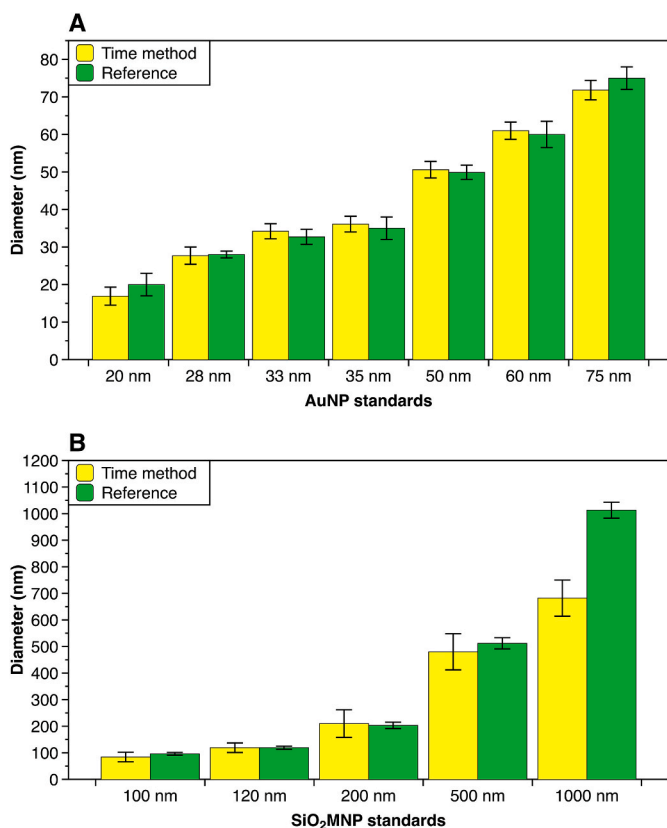 A
Time method
Reference
Diameter (nm)
80
70
60
50
40
30
20
10
0
20 nm 28 nm 33 nm 35 nm 50 nm 60 nm 75 nm
AuNP standards
B
Time method
Reference
Diameter (nm)
1200
1100
1000
900
800
700
600
500
400
300
200
100
0
100 nm 120 nm 200 nm 500 nm 1000 nm
SiO₂MNP standards